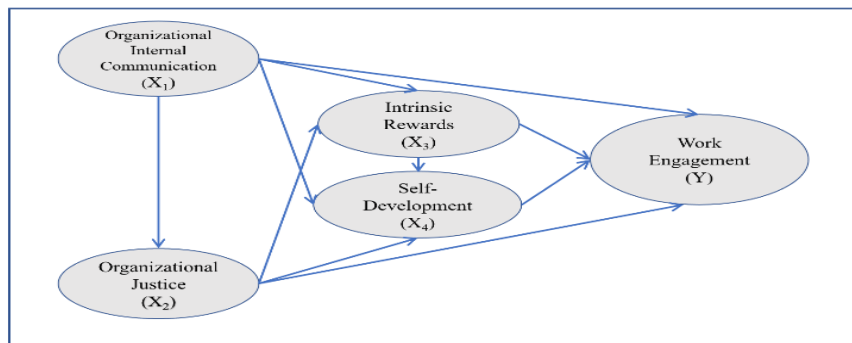 Organizational
Internal
Communication
(X₁)
Intrinsic
Rewards
(X₃)
Work
Engagement
(Y)
Self-
Development
(X₄)
Organizational
Justice
(X₂)